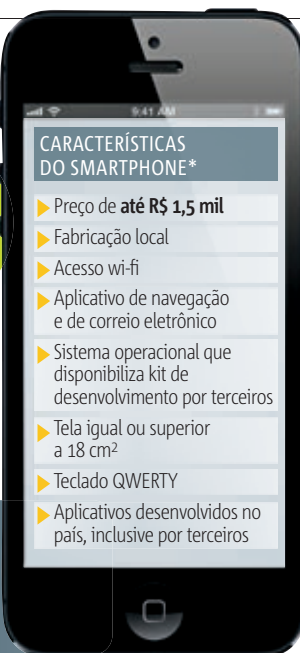 9:41 AM
CARACTERÍSTICAS
DO SMARTPHONE*
Preço de até R$ 1,5 mil
Fabricação local
Acesso wi-fi
Aplicativo de navegação
e de correio eletrônico
Sistema operacional que
disponibiliza kit de
desenvolvimento por terceiros
Tela igual ou superior
a 18 cm²
Teclado QWERTY
Aplicativos desenvolvidos no
país, inclusive por terceiros